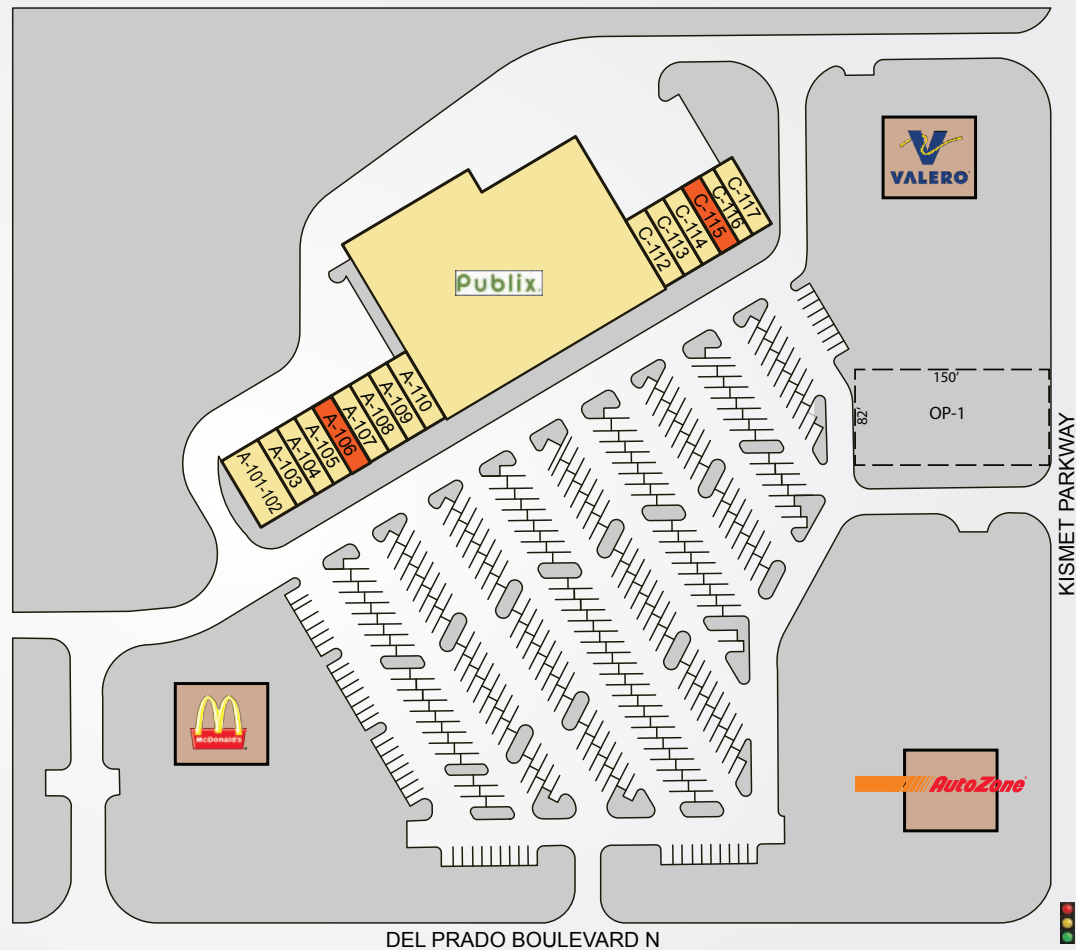 VALERO
C-117
C-116
C-115
C-114
C-113
C-112
Publix.
A-110
A-109
A-108
A-107
A-106
A-105
A-104
A-103
A-101-102
150'
82'
OP-1
KISMET PARKWAY
McDonald's
AutoZone
DEL PRADO BOULEVARD N